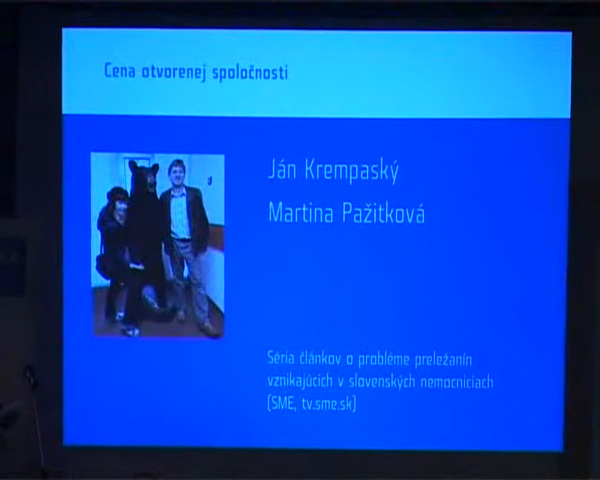 Cena otvorenej spoločnosti
Ján Krempaský
Martina Pažitková
Séria článkov o probléme preležanín
vznikajúcich v slovenských nemocniciach
(SME, tv.sme.sk)